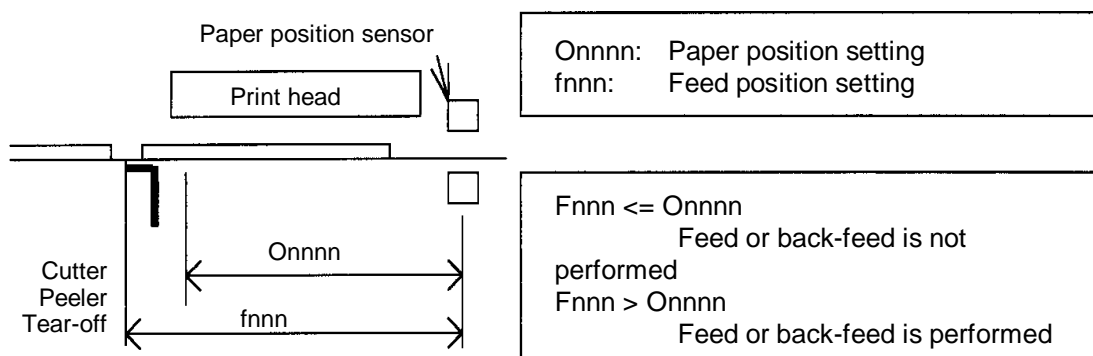 Paper position sensor
Print head
Onnnn
Cutter
Peeler
Tear-off
fnnn
Onnnn: Paper position setting
fnnn: Feed position setting
Fnnn <= Onnnn
Feed or back-feed is not
performed
Fnnn > Onnnn
Feed or back-feed is performed